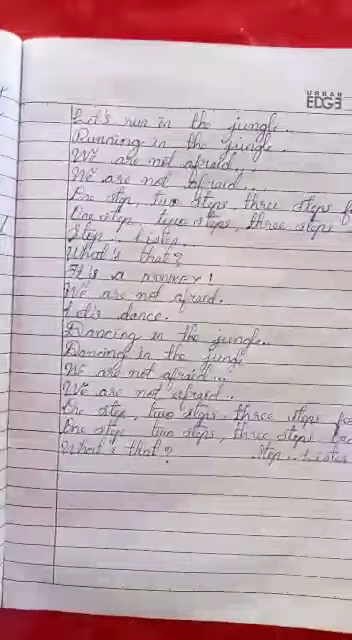 URBAN
EDGE
Let's run in the jungle.
Running in the jungle.
We are not afraid...
We are not afraid...
One step, two steps, three steps
One step, two steps, three steps
Stop.. Listen.
What's that?
It is a MONKEY!
We are not afraid.
Let's dance.
Dancing in the jungle..
Dancing in the jungle
We are not afraid...
We are not afraid..
One step, two steps, three steps
One step two steps, three steps
What's that? Stop.. Listen